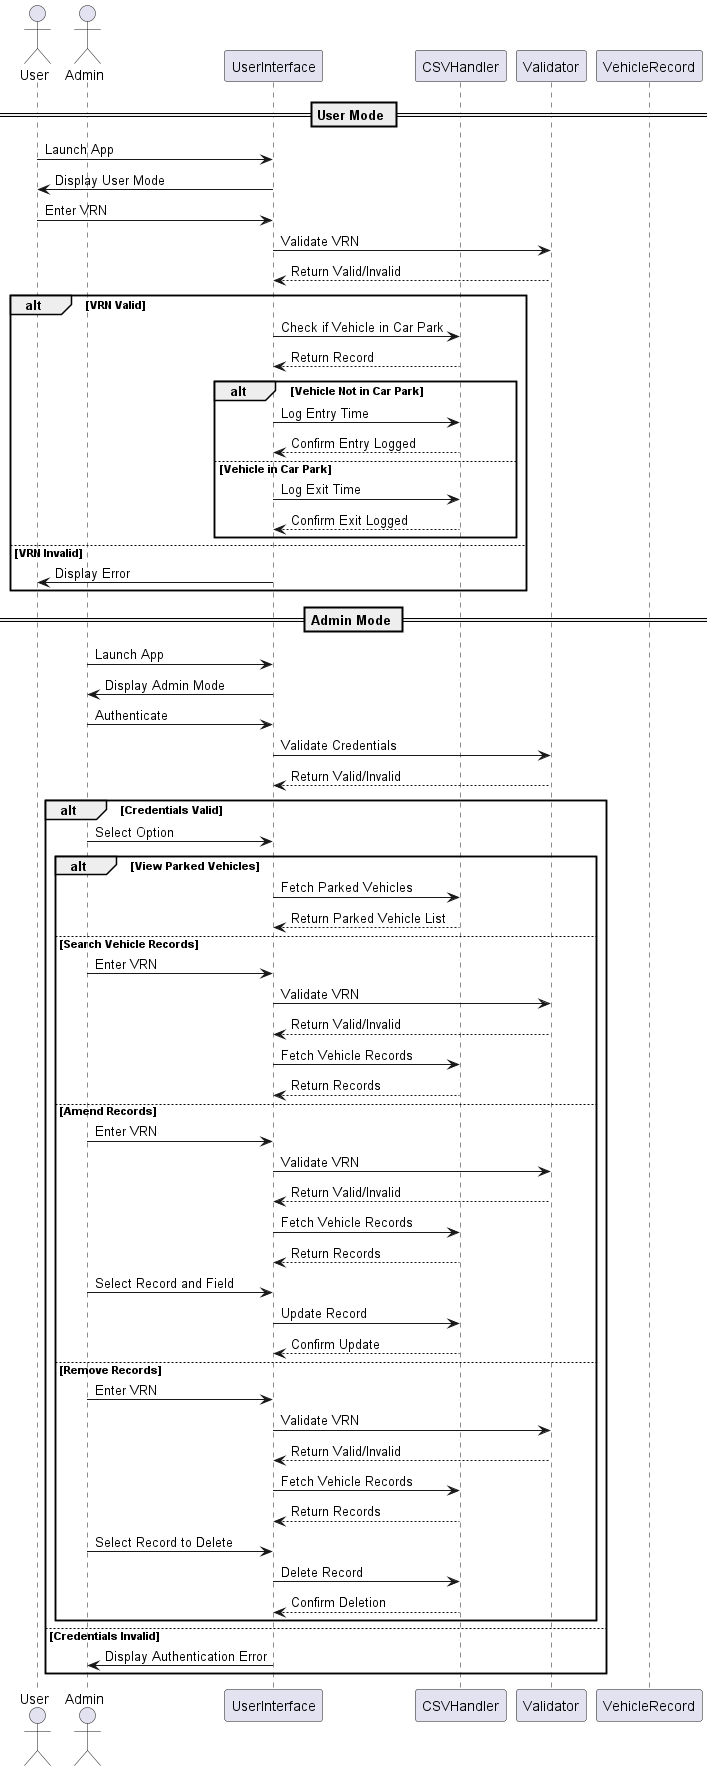 User
Admin
UserInterface
CSVHandler
Validator
VehicleRecord
User Mode
Launch App
Display User Mode
Enter VRN
Validate VRN
Return Valid/Invalid
alt [VRN Valid]
Check if Vehicle in Car Park
Return Record
alt [Vehicle Not in Car Park]
Log Entry Time
Confirm Entry Logged
[Vehicle in Car Park]
Log Exit Time
Confirm Exit Logged
[VRN Invalid]
Display Error
Admin Mode
Launch App
Display Admin Mode
Authenticate
Validate Credentials
Return Valid/Invalid
alt [Credentials Valid]
Select Option
alt [View Parked Vehicles]
Fetch Parked Vehicles
Return Parked Vehicle List
[Search Vehicle Records]
Enter VRN
Validate VRN
Return Valid/Invalid
Fetch Vehicle Records
Return Records
[Amend Records]
Enter VRN
Validate VRN
Return Valid/Invalid
Fetch Vehicle Records
Return Records
Select Record and Field
Update Record
Confirm Update
[Remove Records]
Enter VRN
Validate VRN
Return Valid/Invalid
Fetch Vehicle Records
Return Records
Select Record to Delete
Delete Record
Confirm Deletion
[Credentials Invalid]
Display Authentication Error
User
Admin
UserInterface
CSVHandler
Validator
VehicleRecord